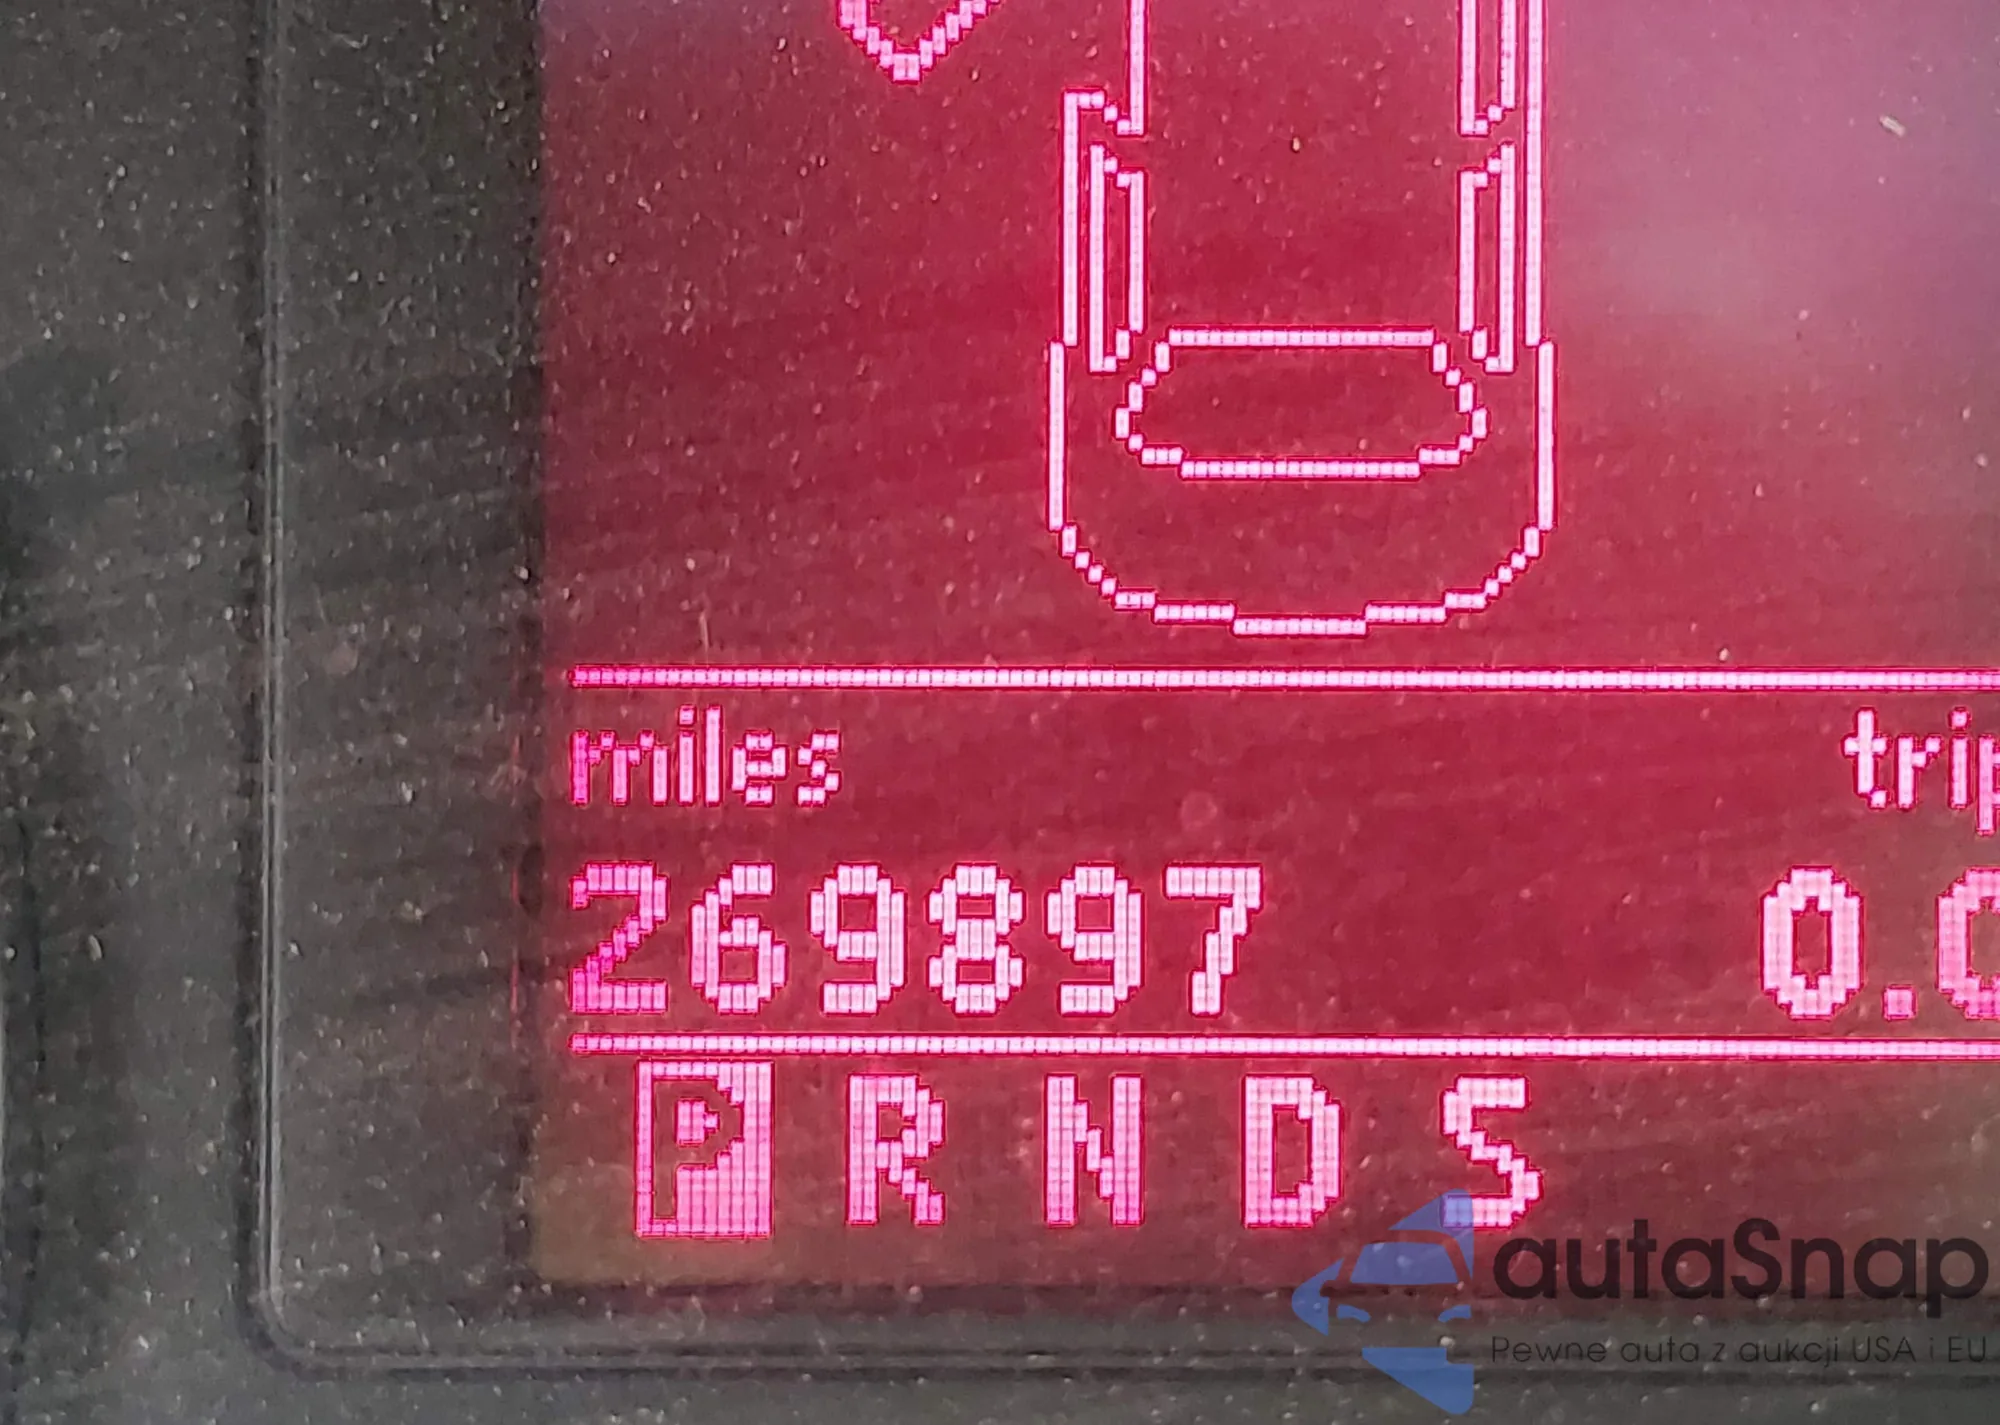 miles trip
269897 0.0
P R N D S
autaSnap
Pewne auta z aukcji USA i EU